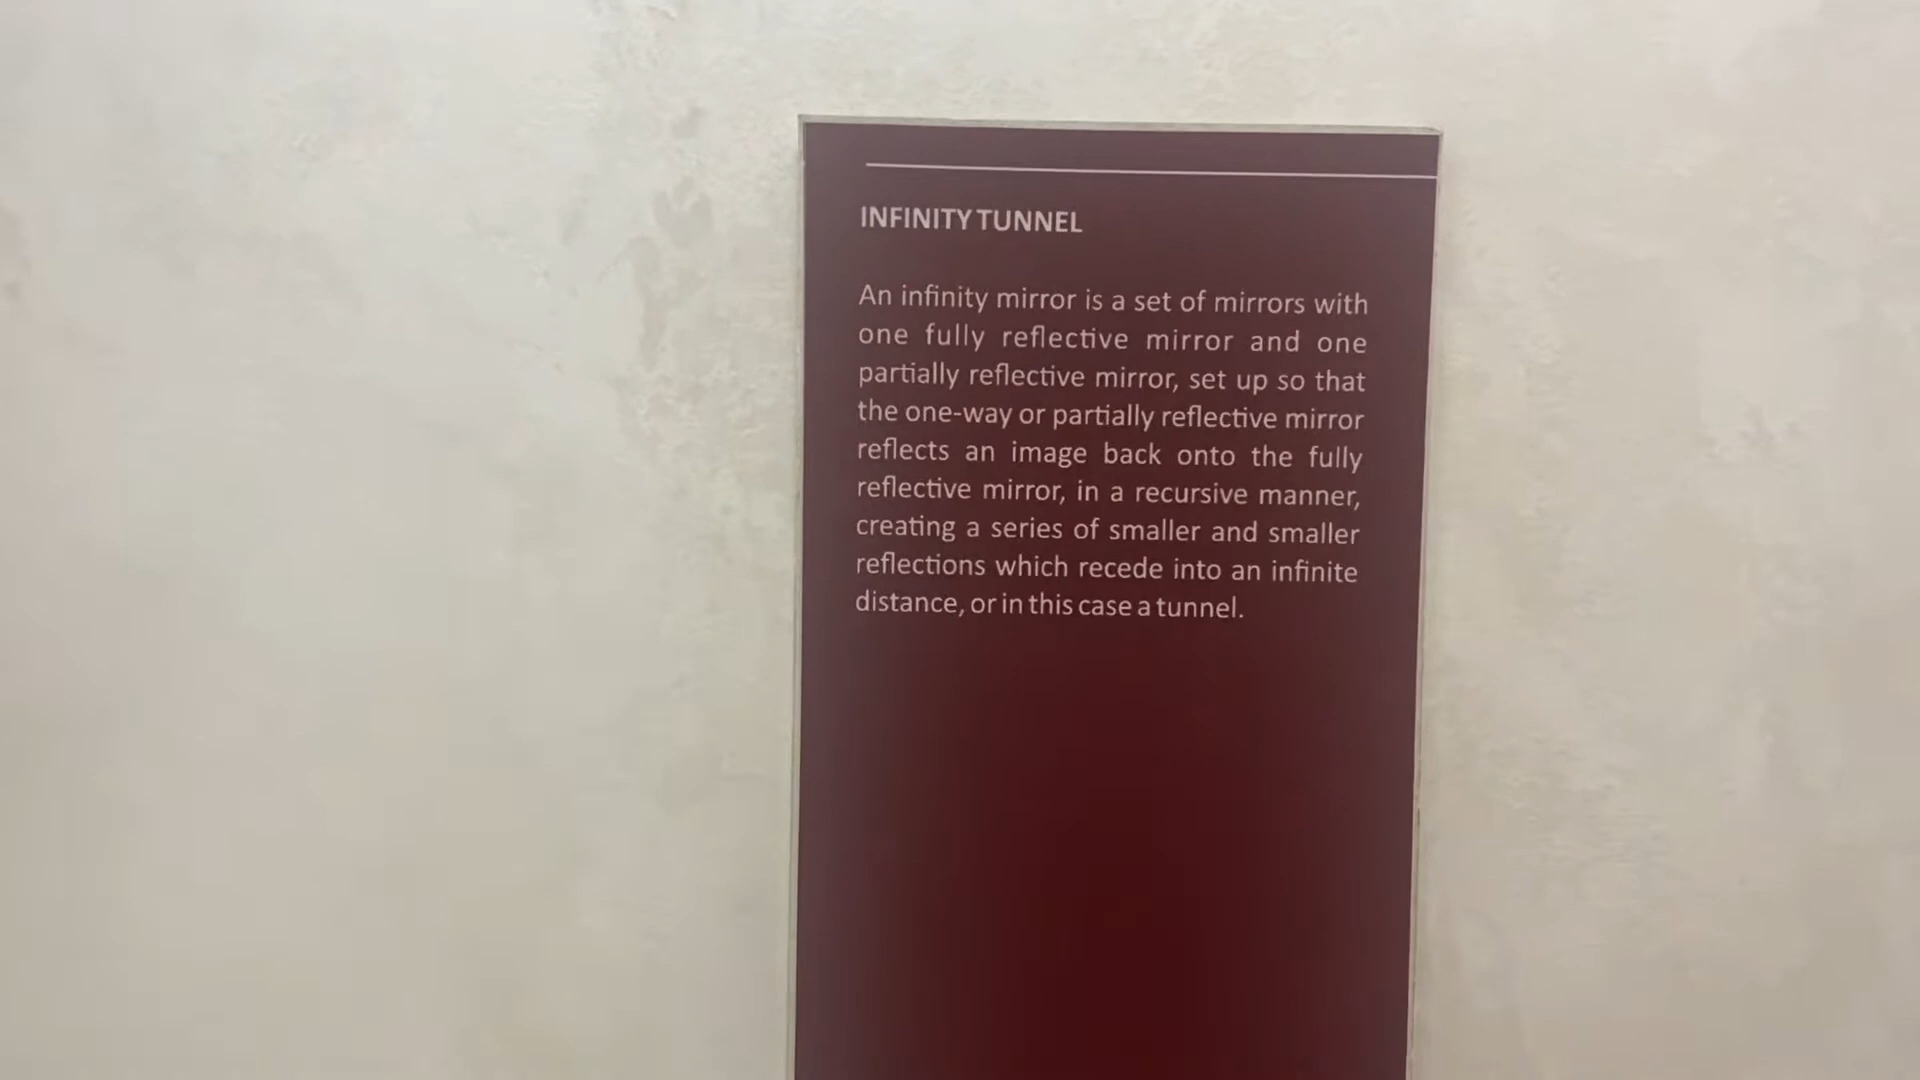 INFINITY TUNNEL
An infinity mirror is a set of mirrors with
one fully reflective mirror and one
partially reflective mirror, set up so that
the one-way or partially reflective mirror
reflects an image back onto the fully
reflective mirror, in a recursive manner,
creating a series of smaller and smaller
reflections which recede into an infinite
distance, or in this case a tunnel.